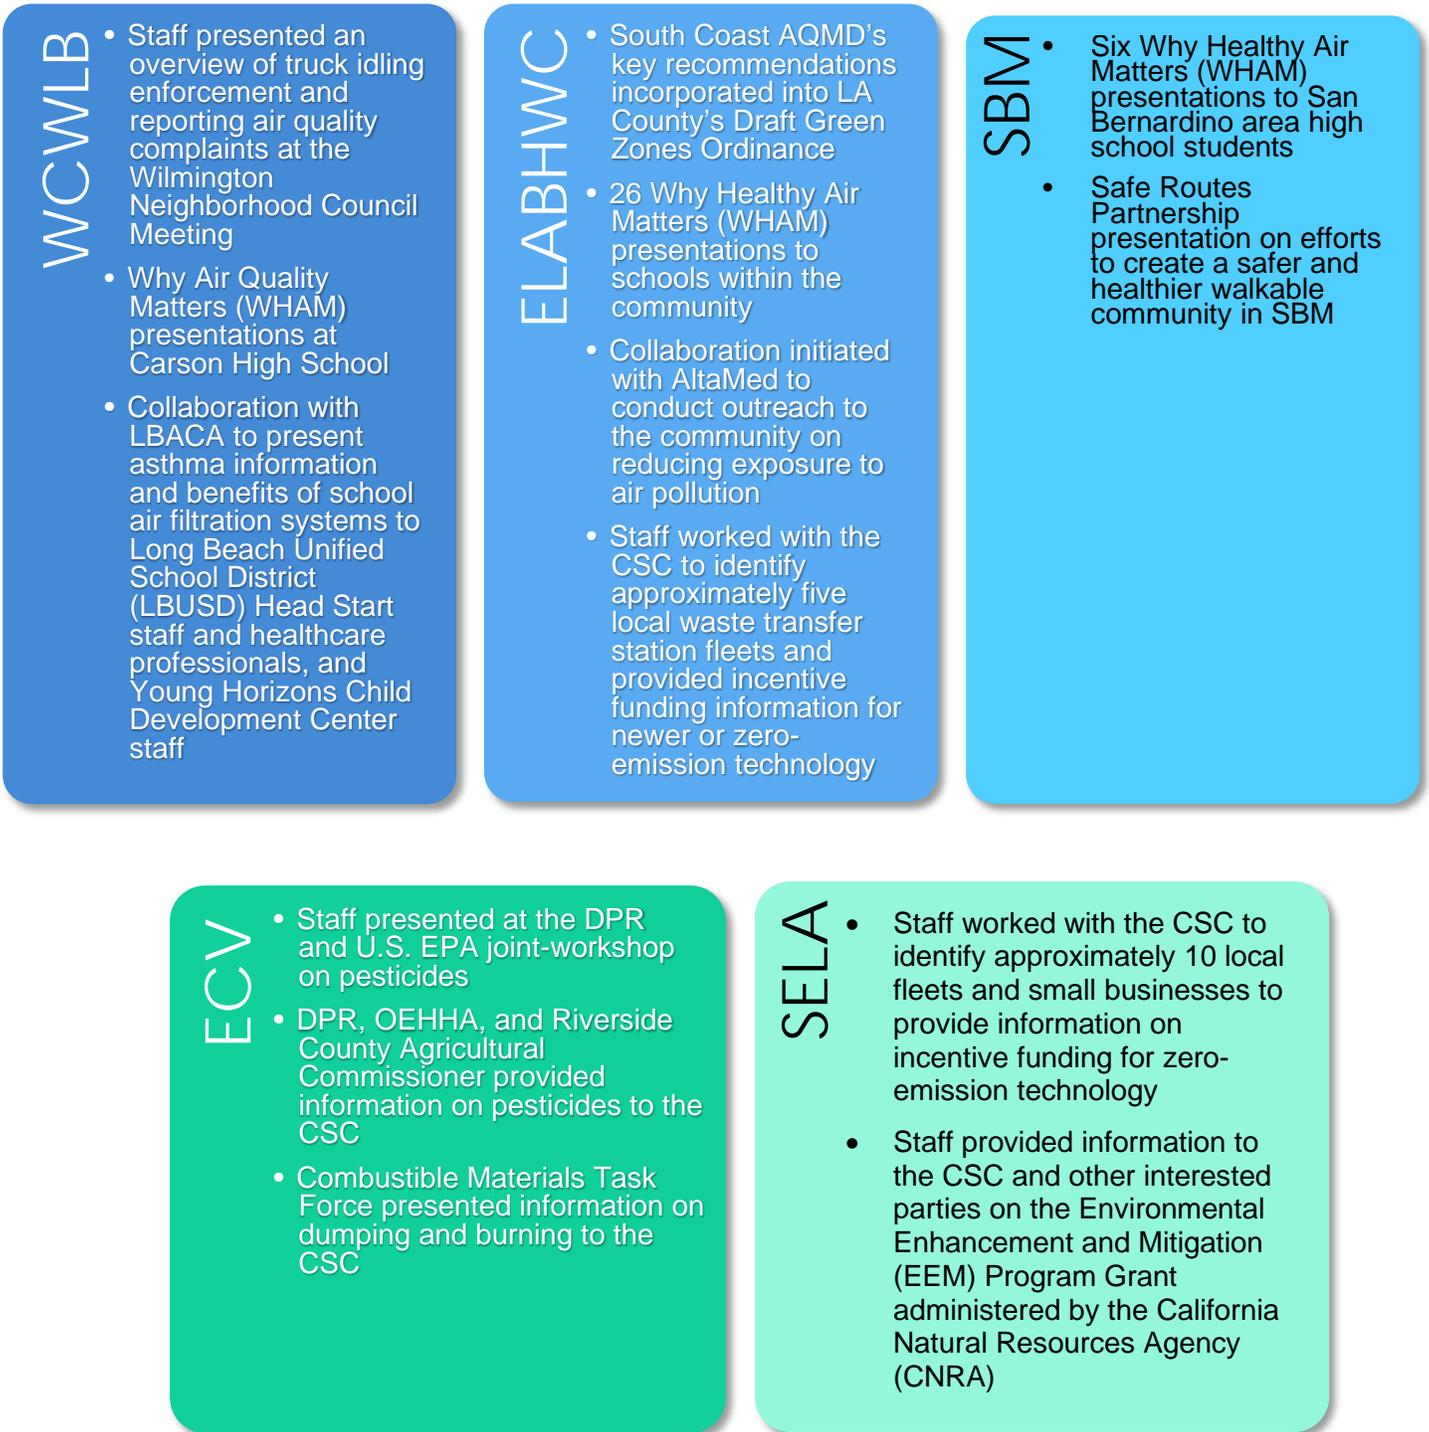 WCWLB
• Staff presented an
overview of truck idling
enforcement and
reporting air quality
complaints at the
Wilmington
Neighborhood Council
Meeting
• Why Air Quality
Matters (WHAM)
presentations at
Carson High School
• Collaboration with
LBACA to present
asthma information
and benefits of school
air filtration systems to
Long Beach Unified
School District
(LBUSD) Head Start
staff and healthcare
professionals, and
Young Horizons Child
Development Center
staff
ELABHWC
• South Coast AQMD’s
key recommendations
incorporated into LA
County’s Draft Green
Zones Ordinance
• 26 Why Healthy Air
Matters (WHAM)
presentations to
schools within the
community
• Collaboration initiated
with AltaMed to
conduct outreach to
the community on
reducing exposure to
air pollution
• Staff worked with the
CSC to identify
approximately five
local waste transfer
station fleets and
provided incentive
funding information for
newer or zero-
emission technology
SBM
• Six Why Healthy Air
Matters (WHAM)
presentations to San
Bernardino area high
school students
• Safe Routes
Partnership
presentation on efforts
to create a safer and
healthier walkable
community in SBM
ECV
• Staff presented at the DPR
and U.S. EPA joint-workshop
on pesticides
• DPR, OEHHA, and Riverside
County Agricultural
Commissioner provided
information on pesticides to the
CSC
• Combustible Materials Task
Force presented information on
dumping and burning to the
CSC
SELA
• Staff worked with the CSC to
identify approximately 10 local
fleets and small businesses to
provide information on
incentive funding for zero-
emission technology
• Staff provided information to
the CSC and other interested
parties on the Environmental
Enhancement and Mitigation
(EEM) Program Grant
administered by the California
Natural Resources Agency
(CNRA)